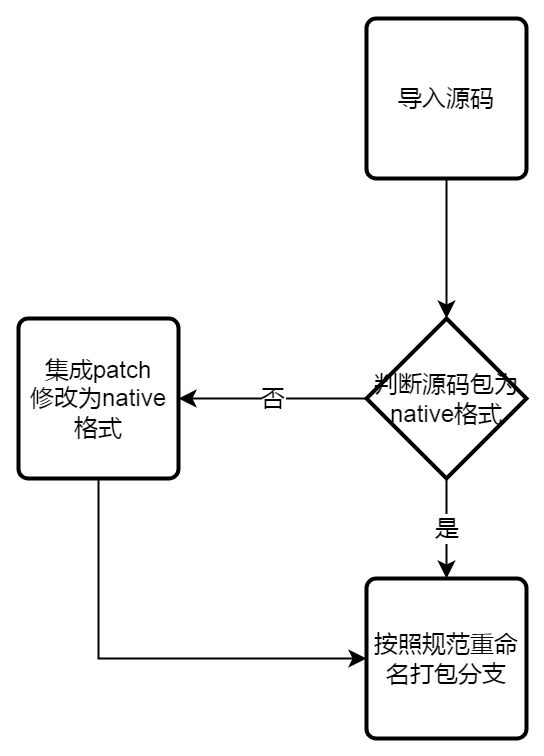 导入源码
判断源码包为
native格式
否
集成patch
修改为native
格式
是
按照规范重命
名打包分支